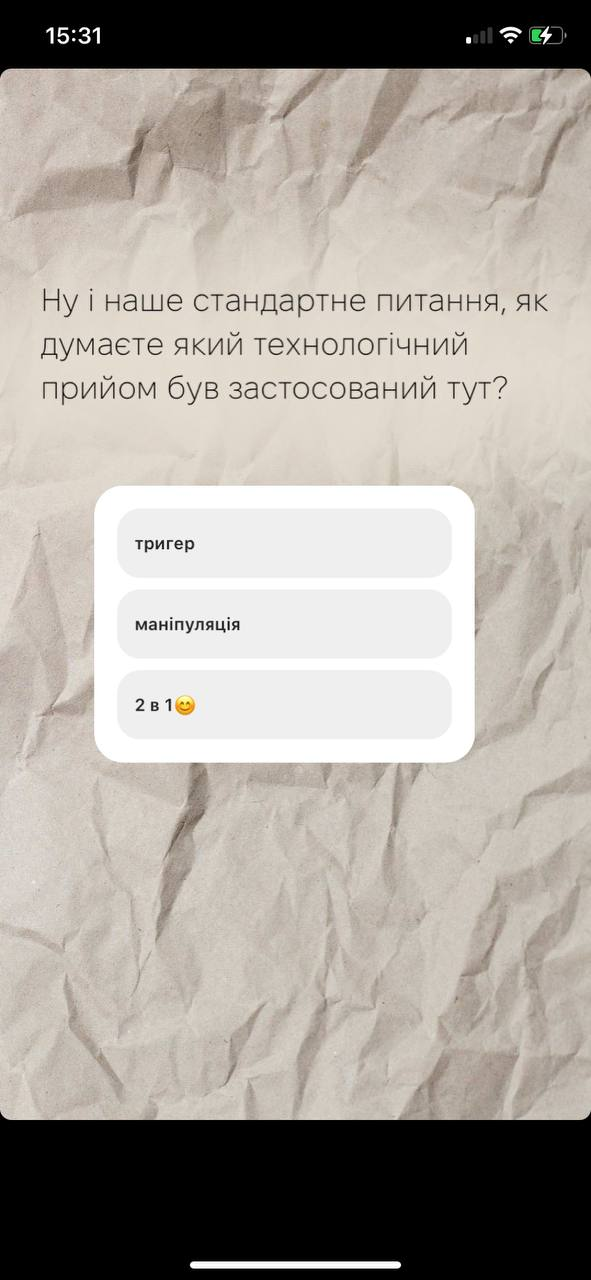 15:31
Ну і наше стандартне питання, як
думаєте який технологічний
прийом був застосований тут?
тригер
маніпуляція
2 в 1😊